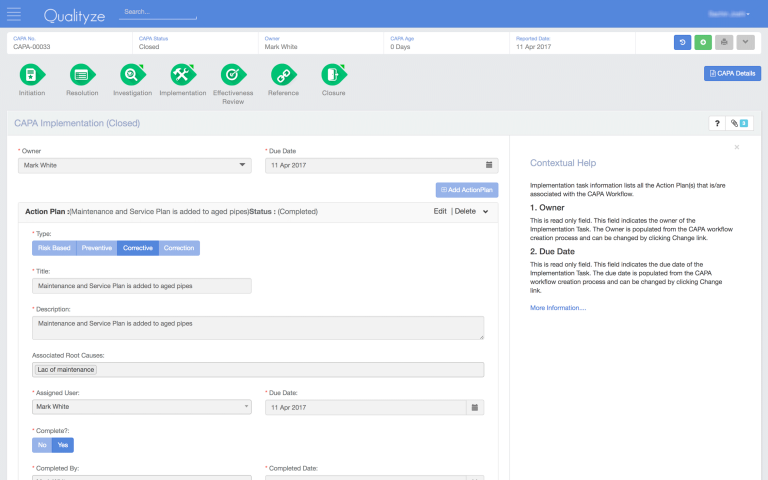 Qualityze
Search...
CAPA No.
CAPA-00033
CAPA Status
Closed
Owner
Mark White
CAPA Age
0 Days
Reported Date
11 Apr 2017
Initiation
Resolution
Investigation
Implementation
Effectiveness
Review
Reference
Closure
CAPA Details
CAPA Implementation (Closed)
?
3
* Owner
Mark White
* Due Date
11 Apr 2017
Add ActionPlan
Action Plan :(Maintenance and Service Plan is added to aged pipes)Status : (Completed)
Edit | Delete
* Type:
Risk Based
Preventive
Corrective
Correction
* Title:
Maintenance and Service Plan is added to aged pipes
* Description:
Maintenance and Service Plan is added to aged pipes
Associated Root Causes:
Lac of maintenance
* Assigned User:
Mark White
* Due Date:
11 Apr 2017
* Complete?:
No
Yes
* Completed By:
* Completed Date:
×
Contextual Help
Implementation task information lists all the Action Plan(s) that is/are
associated with the CAPA Workflow.
1. Owner
This is read only field. This field indicates the owner of the
Implementation Task. The Owner is populated from the CAPA workflow
creation process and can be changed by clicking Change link.
2. Due Date
This is read only field. This field indicates the due date of the
Implementation Task. The due date is populated from the CAPA
workflow creation process and can be changed by clicking Change
link.
More Information....